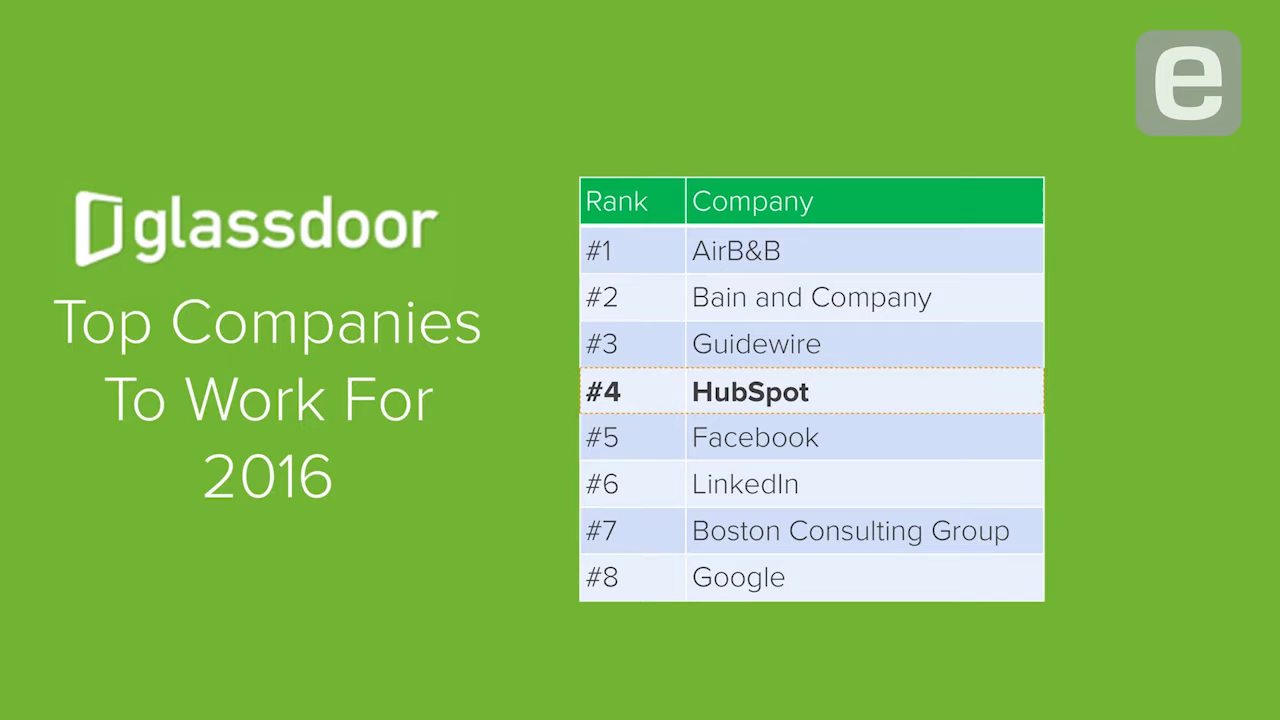 e
glassdoor
Top Companies
To Work For
2016
Rank Company
#1 AirB&B
#2 Bain and Company
#3 Guidewire
#4 HubSpot
#5 Facebook
#6 LinkedIn
#7 Boston Consulting Group
#8 Google